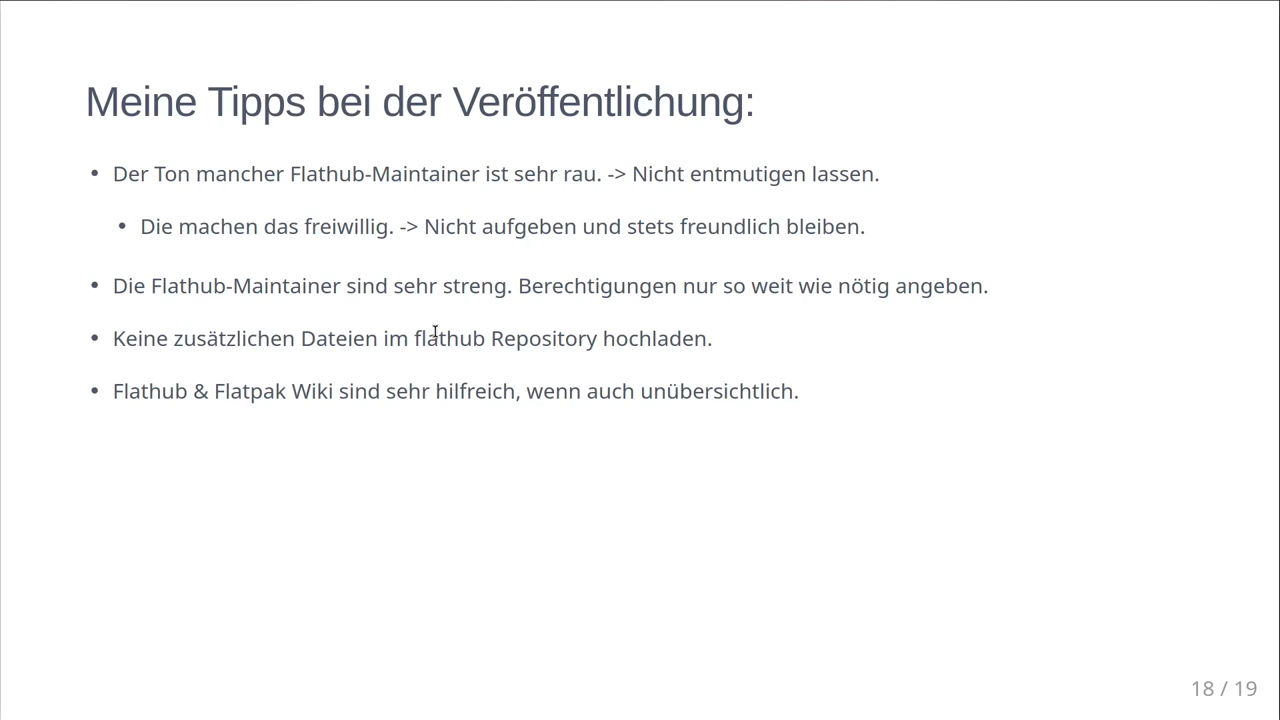 Meine Tipps bei der Veröffentlichung:
• Der Ton mancher Flathub-Maintainer ist sehr rau. -> Nicht entmutigen lassen.
• Die machen das freiwillig. -> Nicht aufgeben und stets freundlich bleiben.
• Die Flathub-Maintainer sind sehr streng. Berechtigungen nur so weit wie nötig angeben.
• Keine zusätzlichen Dateien im flathub Repository hochladen.
• Flathub & Flatpak Wiki sind sehr hilfreich, wenn auch unübersichtlich.
18 / 19